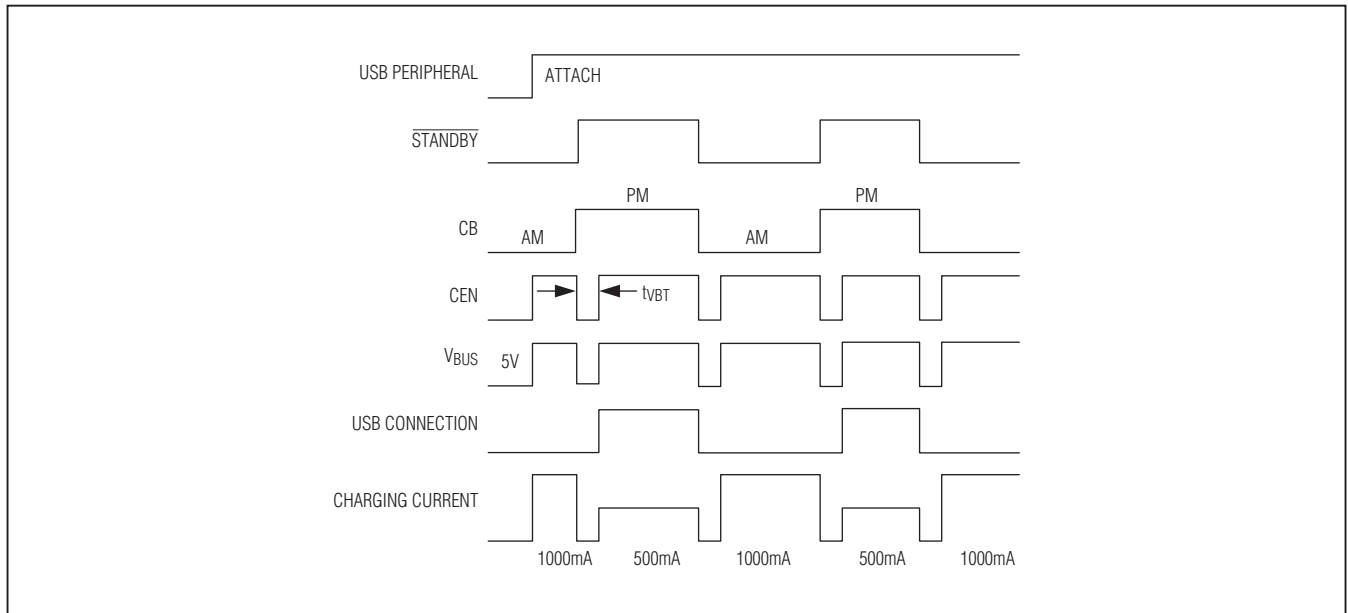 USB PERIPHERAL ATTACH
STANDBY
PM PM
CB AM AM
CEN tVBT
VBUS 5V
USB CONNECTION
CHARGING CURRENT
1000mA 500mA 1000mA 500mA 1000mA